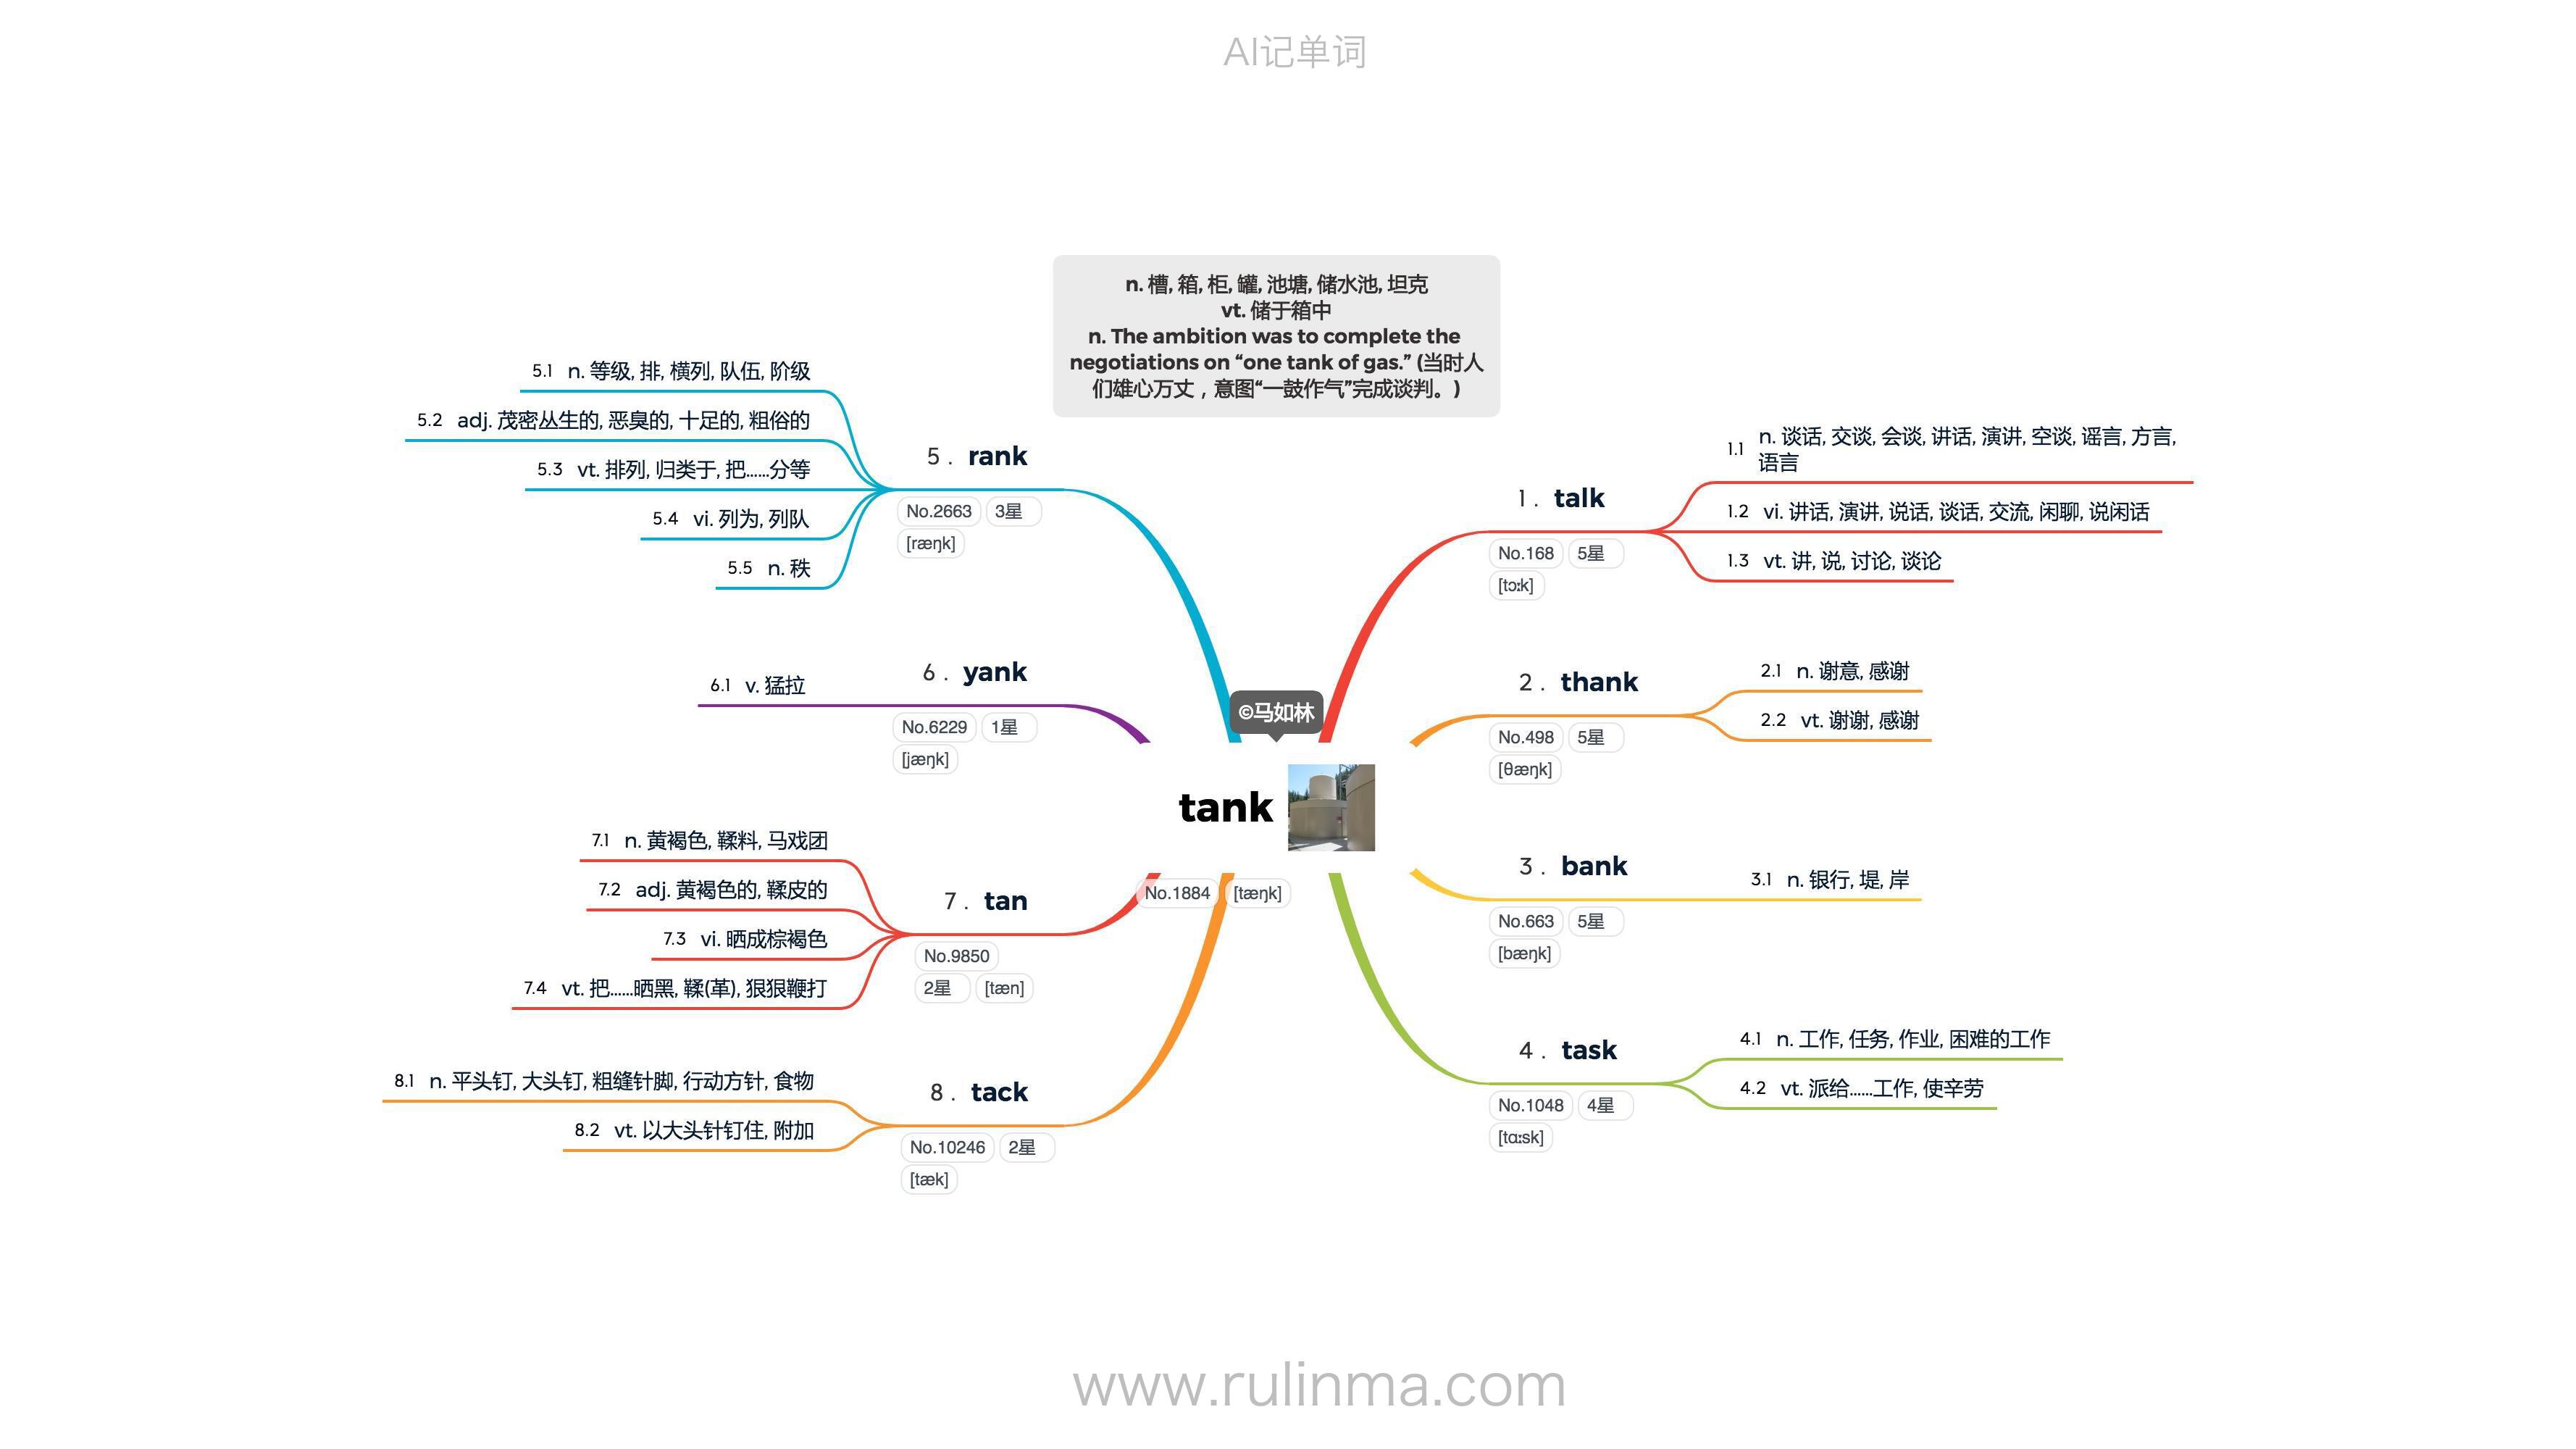 AI记单词
n. 槽, 箱, 柜, 罐, 池塘, 储水池, 坦克
vt. 储于箱中
n. The ambition was to complete the
negotiations on “one tank of gas.” (当时人
们雄心万丈，意图“一鼓作气”完成谈判。)
©马如林
tank
No.1884 [tæŋk]
1. talk
No.168 5星
[tɔːk]
1.1 n. 谈话, 交谈, 会谈, 讲话, 演讲, 空谈, 谣言, 方言,
语言
1.2 vi. 讲话, 演讲, 说话, 谈话, 交流, 闲聊, 说闲话
1.3 vt. 讲, 说, 讨论, 谈论
2. thank
No.498 5星
[θæŋk]
2.1 n. 谢意, 感谢
2.2 vt. 谢谢, 感谢
3. bank
No.663 5星
[bæŋk]
3.1 n. 银行, 堤, 岸
4. task
No.1048 4星
[tɑːsk]
4.1 n. 工作, 任务, 作业, 困难的工作
4.2 vt. 派给……工作, 使辛劳
5. rank
No.2663 3星
[ræŋk]
5.1 n. 等级, 排, 横列, 队伍, 阶级
5.2 adj. 茂密丛生的, 恶臭的, 十足的, 粗俗的
5.3 vt. 排列, 归类于, 把……分等
5.4 vi. 列为, 列队
5.5 n. 秩
6. yank
No.6229 1星
[jæŋk]
6.1 v. 猛拉
7. tan
No.9850
2星 [tæn]
7.1 n. 黄褐色, 鞣料, 马戏团
7.2 adj. 黄褐色的, 鞣皮的
7.3 vi. 晒成棕褐色
7.4 vt. 把……晒黑, 鞣(革), 狠狠鞭打
8. tack
No.10246 2星
[tæk]
8.1 n. 平头钉, 大头钉, 粗缝针脚, 行动方针, 食物
8.2 vt. 以大头针钉住, 附加
www.rulinma.com